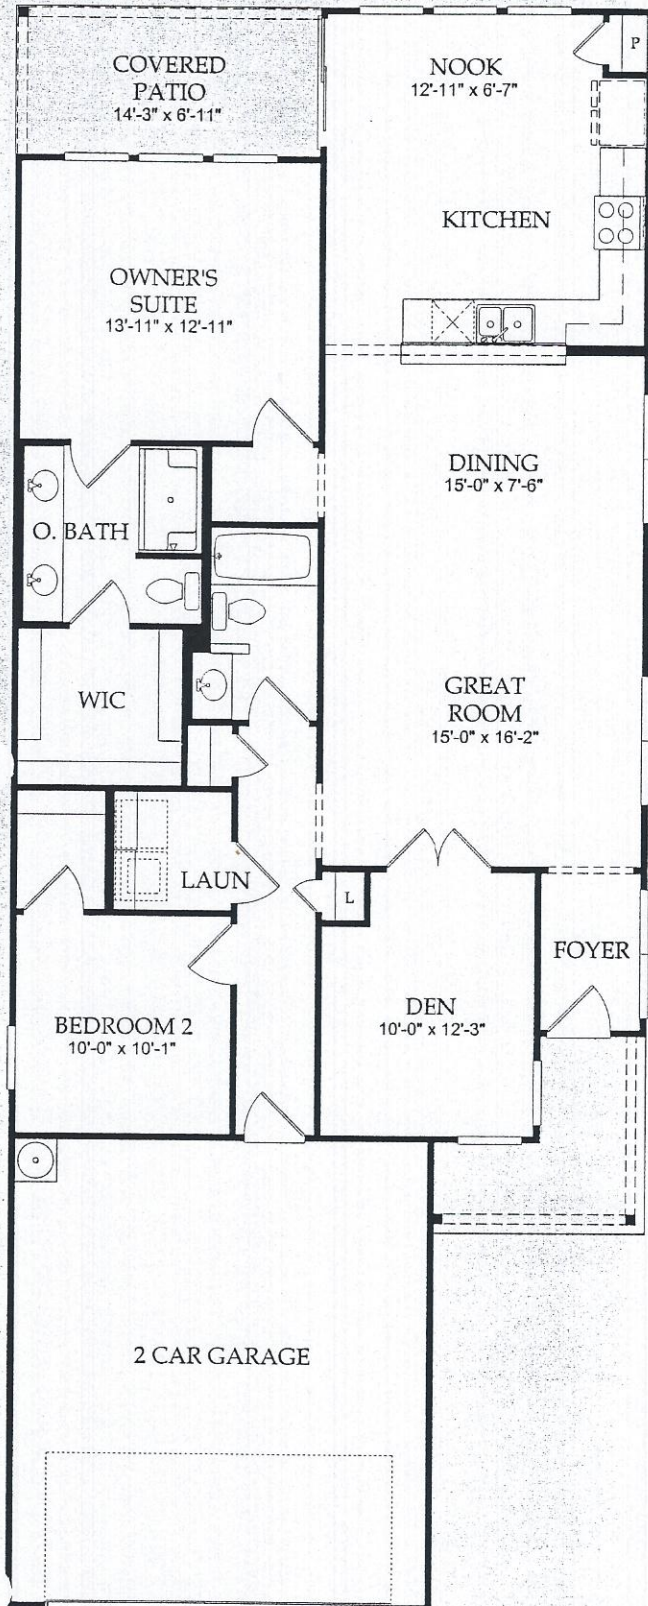 COVERED
PATIO
14'-3" x 6'-11"
NOOK
12'-11" x 6'-7"
P
KITCHEN
OWNER'S
SUITE
13'-11" x 12'-11"
DINING
15'-0" x 7'-6"
O. BATH
WIC
GREAT
ROOM
15'-0" x 16'-2"
LAUN
L
FOYER
DEN
10'-0" x 12'-3"
BEDROOM 2
10'-0" x 10'-1"
2 CAR GARAGE